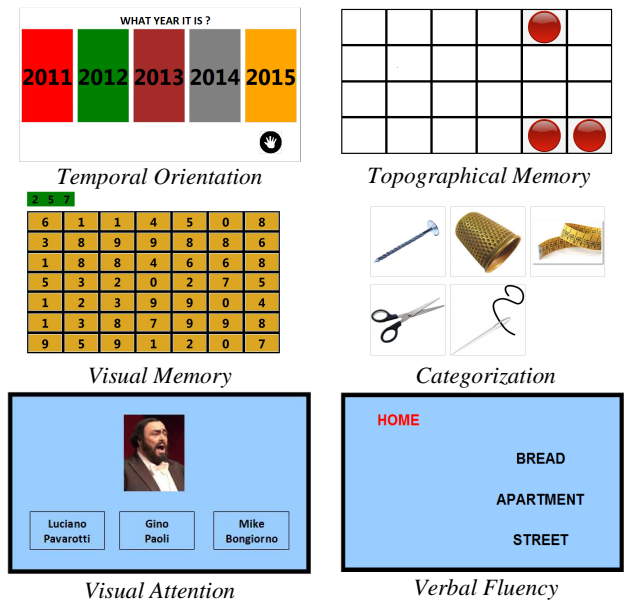 WHAT YEAR IT IS ?
2011 2012 2013 2014 2015
Temporal Orientation
Topographical Memory
2 5 7
6 1 1 4 5 0 8
3 8 9 9 8 8 6
1 8 8 4 6 6 8
5 3 2 0 2 7 5
1 2 3 9 9 0 4
1 3 8 7 9 9 8
9 5 9 1 2 0 7
Visual Memory
Categorization
Luciano
Pavarotti
Gino
Paoli
Mike
Bongiorno
Visual Attention
HOME
BREAD
APARTMENT
STREET
Verbal Fluency